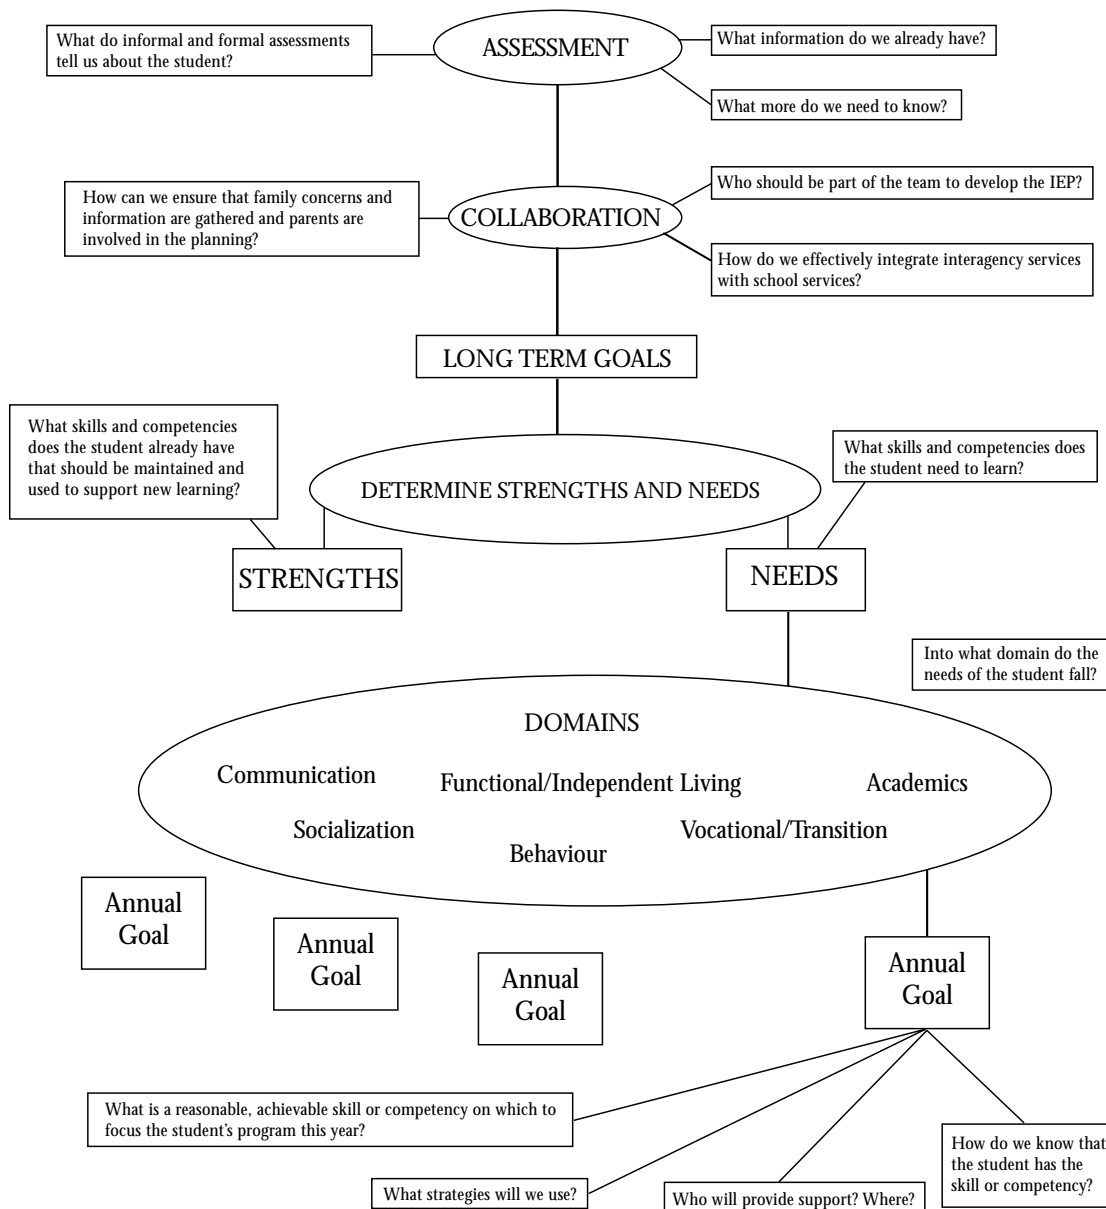 What do informal and formal assessments
tell us about the student?
ASSESSMENT
What information do we already have?
What more do we need to know?
How can we ensure that family concerns and
information are gathered and parents are
involved in the planning?
COLLABORATION
Who should be part of the team to develop the IEP?
How do we effectively integrate interagency services
with school services?
LONG TERM GOALS
What skills and competencies
does the student already have
that should be maintained and
used to support new learning?
DETERMINE STRENGTHS AND NEEDS
What skills and competencies does
the student need to learn?
STRENGTHS
NEEDS
Into what domain do the
needs of the student fall?
DOMAINS
Communication
Functional/Independent Living
Academics
Socialization
Vocational/Transition
Behaviour
Annual
Goal
Annual
Goal
Annual
Goal
Annual
Goal
What is a reasonable, achievable skill or competency on which to
focus the student's program this year?
What strategies will we use?
Who will provide support? Where?
How do we know that
the student has the
skill or competency?